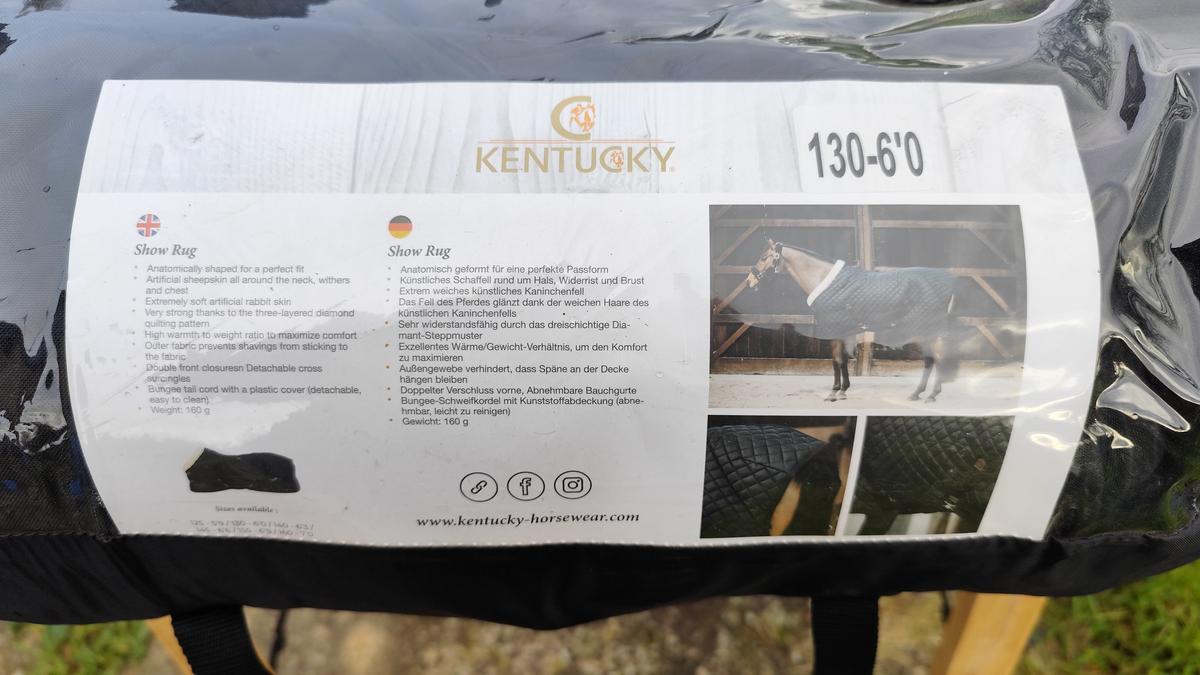 KENTUCKY®
130-6'0
Show Rug
Anatomically shaped for a perfect fit
Artificial sheepskin all around the neck, withers
and chest
Extremely soft artificial rabbit skin
Very strong thanks to the three-layered diamond
quilting pattern
High warmth to weight ratio to maximize comfort
Outer fabric prevents shavings from sticking to
the fabric
Double front closuresn Detachable cross
surcingles
Bungee tail cord with a plastic cover (detachable,
easy to clean)
Weight: 160 g
Sizes available :
Show Rug
Anatomisch geformt für eine perfekte Passform
Künstliches Schaffell rund um Hals, Widerrist und Brust
Extrem weiches künstliches Kaninchenfell
Das Fell des Pferdes glänzt dank der weichen Haare des
künstlichen Kaninchenfells
Sehr widerstandsfähig durch das dreischichtige Dia-
mant-Steppmuster
Exzellentes Wärme/Gewicht-Verhältnis, um den Komfort
zu maximieren
Außengewebe verhindert, dass Späne an der Decke
hängen bleiben
Doppelter Verschluss vorne, Abnehmbare Bauchgurte
Bungee-Schweifkordel mit Kunststoffabdeckung (abne-
hmbar, leicht zu reinigen)
Gewicht: 160 g
www.kentucky-horsewear.com